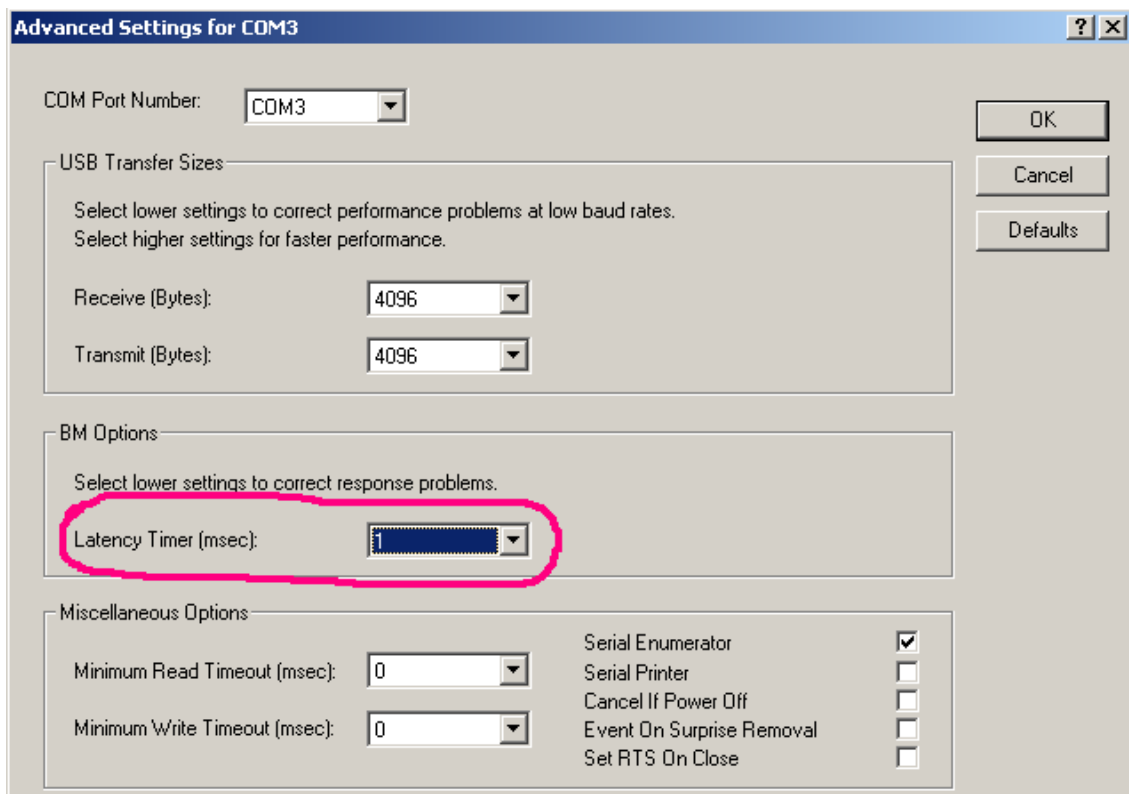 Advanced Settings for COM3
COM Port Number: COM3
OK
Cancel
Defaults
USB Transfer Sizes
Select lower settings to correct performance problems at low baud rates.
Select higher settings for faster performance.
Receive (Bytes): 4096
Transmit (Bytes): 4096
BM Options
Select lower settings to correct response problems.
Latency Timer (msec): 1
Miscellaneous Options
Minimum Read Timeout (msec): 0
Minimum Write Timeout (msec): 0
Serial Enumerator
Serial Printer
Cancel If Power Off
Event On Surprise Removal
Set RTS On Close